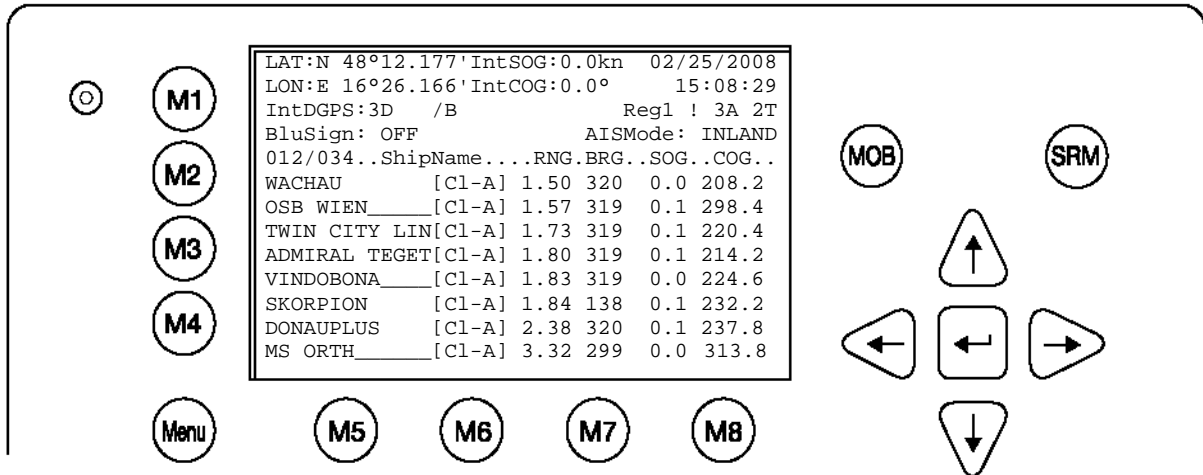 LAT:N 48°12.177'IntSOG:0.0kn 02/25/2008
LON:E 16°26.166'IntCOG:0.0° 15:08:29
IntDGPS:3D /B Reg1 ! 3A 2T
BluSign: OFF AISMode: INLAND
012/034..ShipName....RNG.BRG..SOG..COG..
WACHAU [Cl-A] 1.50 320 0.0 208.2
OSB WIEN_____[Cl-A] 1.57 319 0.1 298.4
TWIN CITY LIN[Cl-A] 1.73 319 0.1 220.4
ADMIRAL TEGET[Cl-A] 1.80 319 0.1 214.2
VINDOBONA____[Cl-A] 1.83 319 0.0 224.6
SKORPION [Cl-A] 1.84 138 0.1 232.2
DONAUPLUS [Cl-A] 2.38 320 0.1 237.8
MS ORTH______[Cl-A] 3.32 299 0.0 313.8
M1
M2
M3
M4
Menu
M5
M6
M7
M8
MOB
SRM